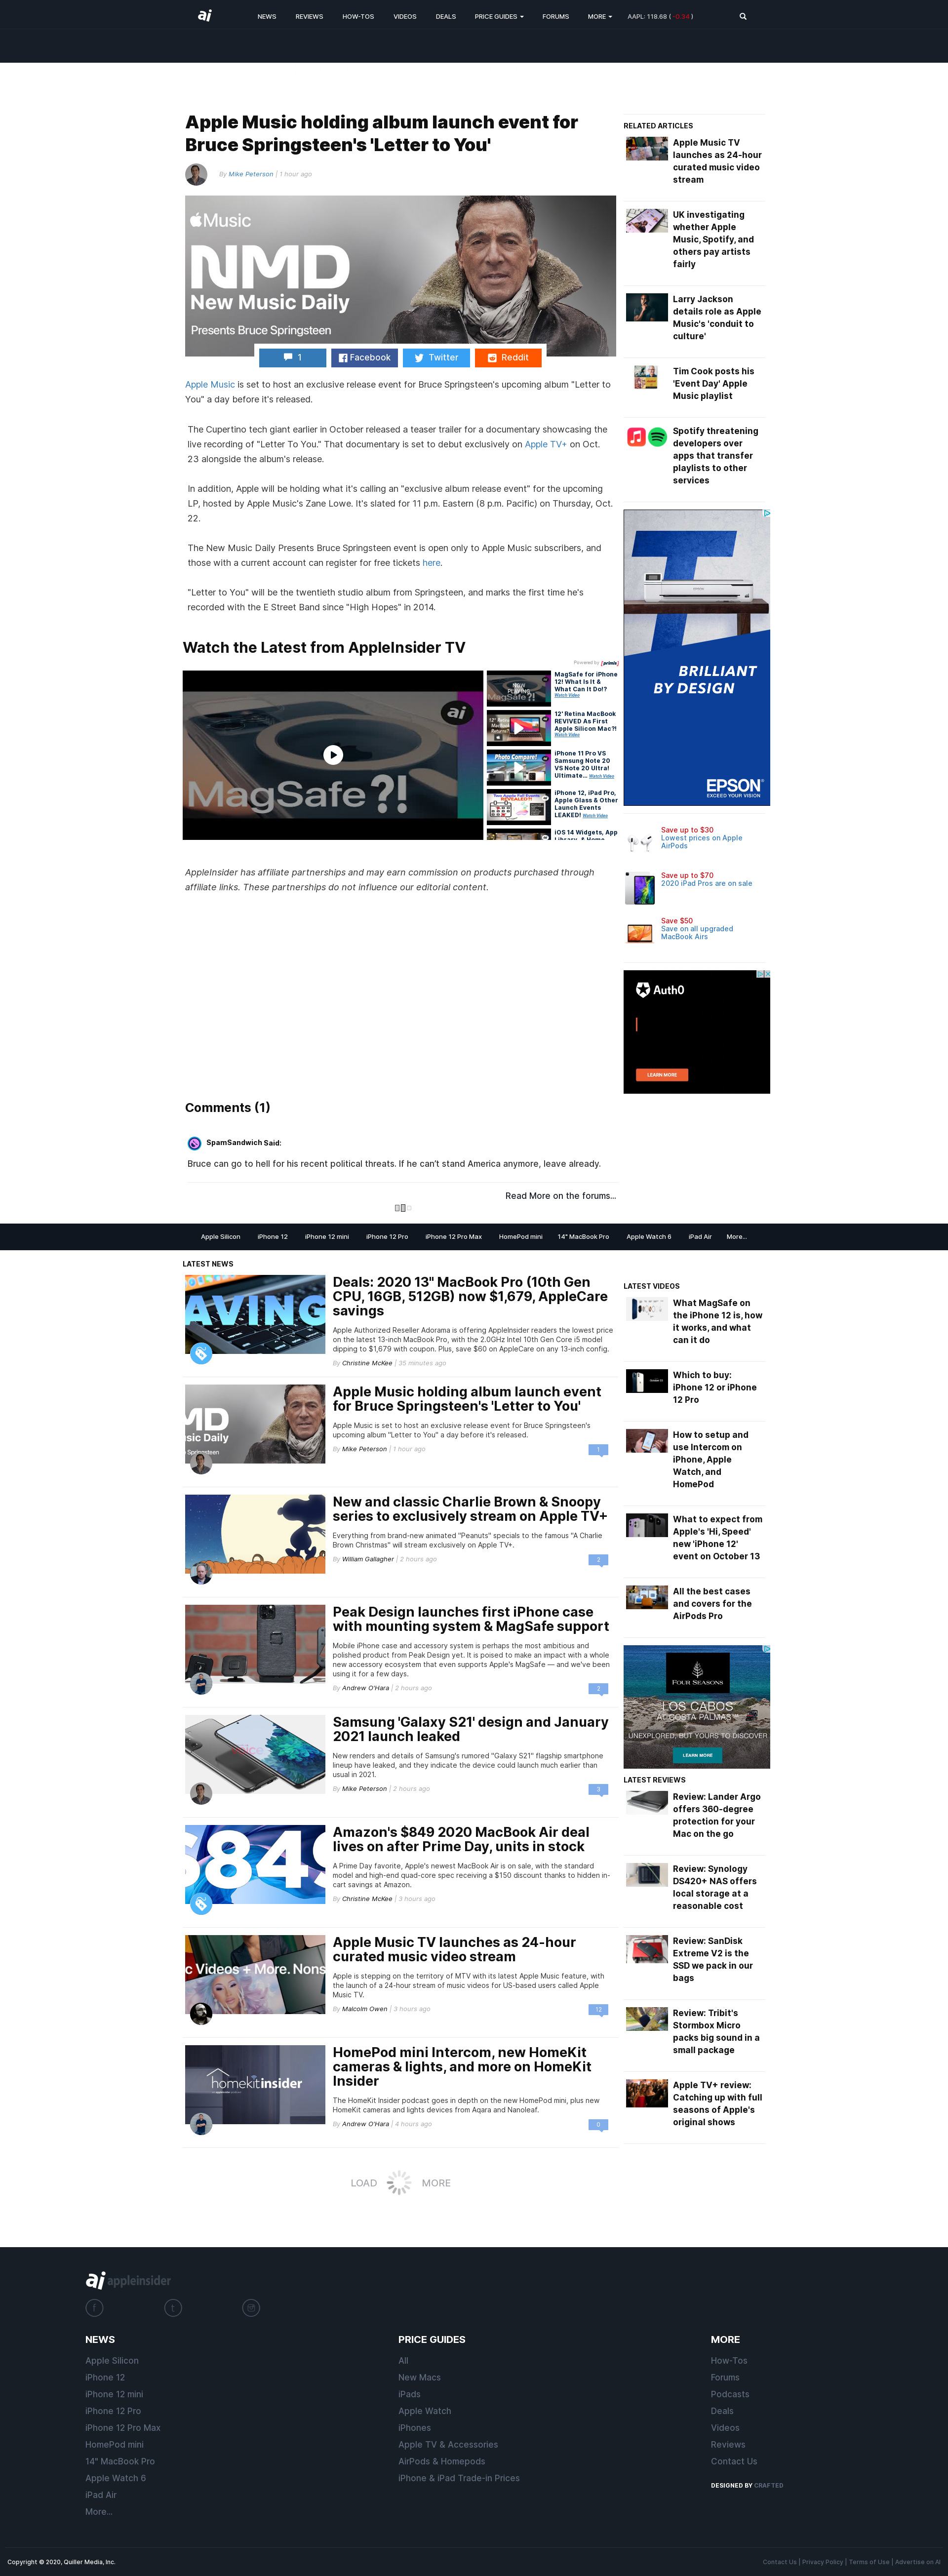 ai
NEWS
REVIEWS
HOW-TOS
VIDEOS
DEALS
PRICE GUIDES
FORUMS
MORE
AAPL: 118.68 ( -0.34 )
Apple Music holding album launch event for
Bruce Springsteen's 'Letter to You'
By Mike Peterson | 1 hour ago
Music
NMD
New Music Daily
Presents Bruce Springsteen
1
Facebook
Twitter
Reddit
Apple Music is set to host an exclusive release event for Bruce Springsteen's upcoming album "Letter to
You" a day before it's released.
The Cupertino tech giant earlier in October released a teaser trailer for a documentary showcasing the
live recording of "Letter To You." That documentary is set to debut exclusively on Apple TV+ on Oct.
23 alongside the album's release.
In addition, Apple will be holding what it's calling an "exclusive album release event" for the upcoming
LP, hosted by Apple Music's Zane Lowe. It's slated for 11 p.m. Eastern (8 p.m. Pacific) on Thursday, Oct.
22.
The New Music Daily Presents Bruce Springsteen event is open only to Apple Music subscribers, and
those with a current account can register for free tickets here.
"Letter to You" will be the twentieth studio album from Springsteen, and marks the first time he's
recorded with the E Street Band since "High Hopes" in 2014.
Watch the Latest from AppleInsider TV
Powered by [primis]
MagSafe?!
ai
NOW
PLAYING
MagSafe for iPhone
12! What Is It &
What Can It Do!?
Watch Video
12' Retina MacBook
REVIVED As First
Apple Silicon Mac?!
Watch Video
Photo Compare!
iPhone 11 Pro VS
Samsung Note 20
VS Note 20 Ultra!
Ultimate... Watch Video
iPhone 12, iPad Pro,
Apple Glass & Other
Launch Events
LEAKED! Watch Video
iOS 14 Widgets, App
Library, & Home
AppleInsider has affiliate partnerships and may earn commission on products purchased through
affiliate links. These partnerships do not influence our editorial content.
Comments (1)
SpamSandwich Said:
Bruce can go to hell for his recent political threats. If he can't stand America anymore, leave already.
Read More on the forums...
RELATED ARTICLES
Apple Music TV
launches as 24-hour
curated music video
stream
UK investigating
whether Apple
Music, Spotify, and
others pay artists
fairly
Larry Jackson
details role as Apple
Music's 'conduit to
culture'
Tim Cook posts his
'Event Day' Apple
Music playlist
Spotify threatening
developers over
apps that transfer
playlists to other
services
BRILLIANT
BY DESIGN
EPSON
EXCEED YOUR VISION
Save up to $30
Lowest prices on Apple
AirPods
Save up to $70
2020 iPad Pros are on sale
Save $50
Save on all upgraded
MacBook Airs
Auth0
LEARN MORE
Apple Silicon
iPhone 12
iPhone 12 mini
iPhone 12 Pro
iPhone 12 Pro Max
HomePod mini
14" MacBook Pro
Apple Watch 6
iPad Air
More...
LATEST NEWS
AVING
Deals: 2020 13" MacBook Pro (10th Gen
CPU, 16GB, 512GB) now $1,679, AppleCare
savings
Apple Authorized Reseller Adorama is offering AppleInsider readers the lowest price
on the latest 13-inch MacBook Pro, with the 2.0GHz Intel 10th Gen Core i5 model
dipping to $1,679 with coupon. Plus, save $60 on AppleCare on any 13-inch config.
By Christine McKee | 35 minutes ago
MD
Music Daily
Springsteen
Apple Music holding album launch event
for Bruce Springsteen's 'Letter to You'
Apple Music is set to host an exclusive release event for Bruce Springsteen's
upcoming album "Letter to You" a day before it's released.
By Mike Peterson | 1 hour ago
1
New and classic Charlie Brown & Snoopy
series to exclusively stream on Apple TV+
Everything from brand-new animated "Peanuts" specials to the famous "A Charlie
Brown Christmas" will stream exclusively on Apple TV+.
By William Gallagher | 2 hours ago
2
Peak Design launches first iPhone case
with mounting system & MagSafe support
Mobile iPhone case and accessory system is perhaps the most ambitious and
polished product from Peak Design yet. It is poised to make an impact with a whole
new accessory ecosystem that even supports Apple's MagSafe — and we've been
using it for a few days.
By Andrew O'Hara | 2 hours ago
2
Samsung 'Galaxy S21' design and January
2021 launch leaked
New renders and details of Samsung's rumored "Galaxy S21" flagship smartphone
lineup have leaked, and they indicate the device could launch much earlier than
usual in 2021.
By Mike Peterson | 2 hours ago
3
$849
Amazon's $849 2020 MacBook Air deal
lives on after Prime Day, units in stock
A Prime Day favorite, Apple's newest MacBook Air is on sale, with the standard
model and high-end quad-core spec receiving a $150 discount thanks to hidden in-
cart savings at Amazon.
By Christine McKee | 3 hours ago
c Videos + More. Nons
Apple Music TV launches as 24-hour
curated music video stream
Apple is stepping on the territory of MTV with its latest Apple Music feature, with
the launch of a 24-hour stream of music videos for US-based users called Apple
Music TV.
By Malcolm Owen | 3 hours ago
12
homekitinsider
HomePod mini Intercom, new HomeKit
cameras & lights, and more on HomeKit
Insider
The HomeKit Insider podcast goes in depth on the new HomePod mini, plus new
HomeKit cameras and lights devices from Aqara and Nanoleaf.
By Andrew O'Hara | 4 hours ago
0
LOAD MORE
LATEST VIDEOS
What MagSafe on
the iPhone 12 is, how
it works, and what
can it do
Which to buy:
iPhone 12 or iPhone
12 Pro
How to setup and
use Intercom on
iPhone, Apple
Watch, and
HomePod
What to expect from
Apple's 'Hi, Speed'
new 'iPhone 12'
event on October 13
All the best cases
and covers for the
AirPods Pro
FOUR SEASONS
LOS CABOS
AT COSTA PALMAS™
UNEXPLORED, BUT YOURS TO DISCOVER
LEARN MORE
LATEST REVIEWS
Review: Lander Argo
offers 360-degree
protection for your
Mac on the go
Review: Synology
DS420+ NAS offers
local storage at a
reasonable cost
Review: SanDisk
Extreme V2 is the
SSD we pack in our
bags
Review: Tribit's
Stormbox Micro
packs big sound in a
small package
Apple TV+ review:
Catching up with full
seasons of Apple's
original shows
ai appleinsider
NEWS
Apple Silicon
iPhone 12
iPhone 12 mini
iPhone 12 Pro
iPhone 12 Pro Max
HomePod mini
14" MacBook Pro
Apple Watch 6
iPad Air
More...
PRICE GUIDES
All
New Macs
iPads
Apple Watch
iPhones
Apple TV & Accessories
AirPods & Homepods
iPhone & iPad Trade-in Prices
MORE
How-Tos
Forums
Podcasts
Deals
Videos
Reviews
Contact Us
DESIGNED BY CRAFTED
Copyright © 2020, Quiller Media, Inc.
Contact Us | Privacy Policy | Terms of Use | Advertise on AI